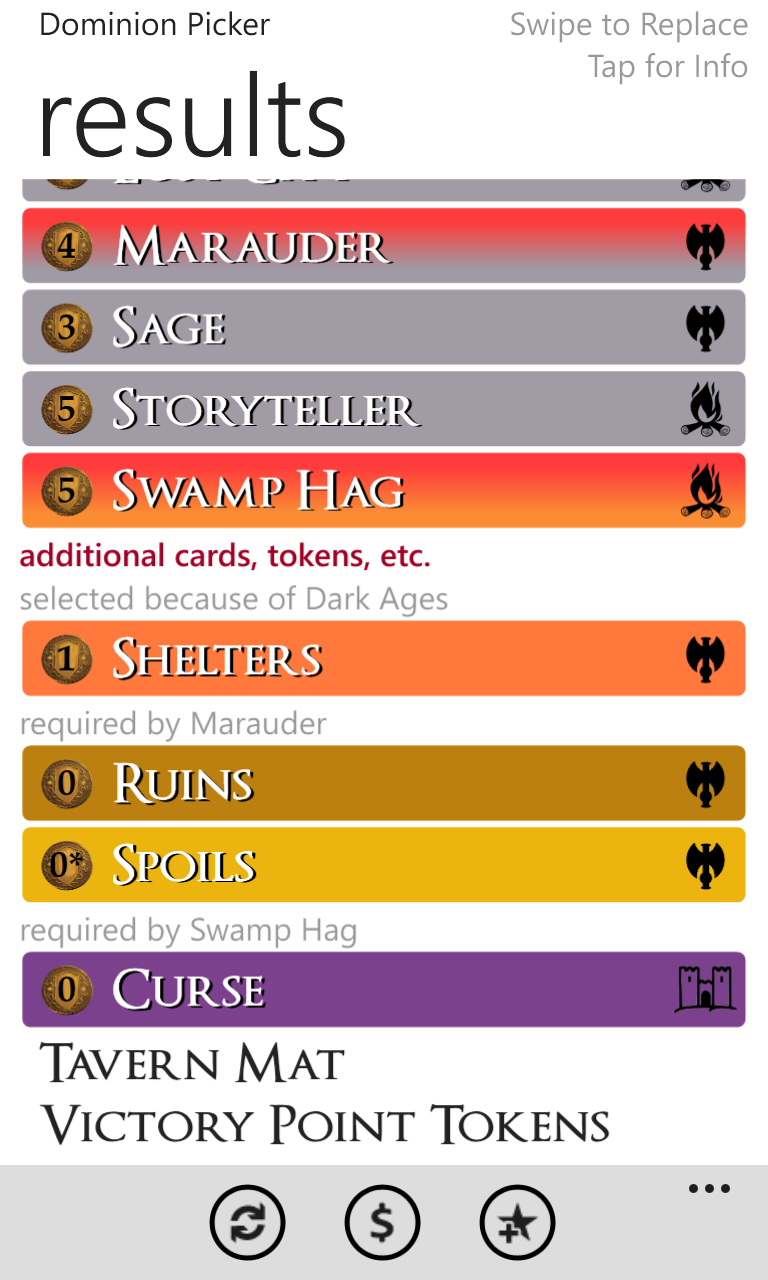 Dominion Picker
Swipe to Replace
Tap for Info
results
4 Marauder
3 Sage
5 Storyteller
5 Swamp Hag
additional cards, tokens, etc.
selected because of Dark Ages
1 Shelters
required by Marauder
0 Ruins
0* Spoils
required by Swamp Hag
0 Curse
Tavern Mat
Victory Point Tokens
$